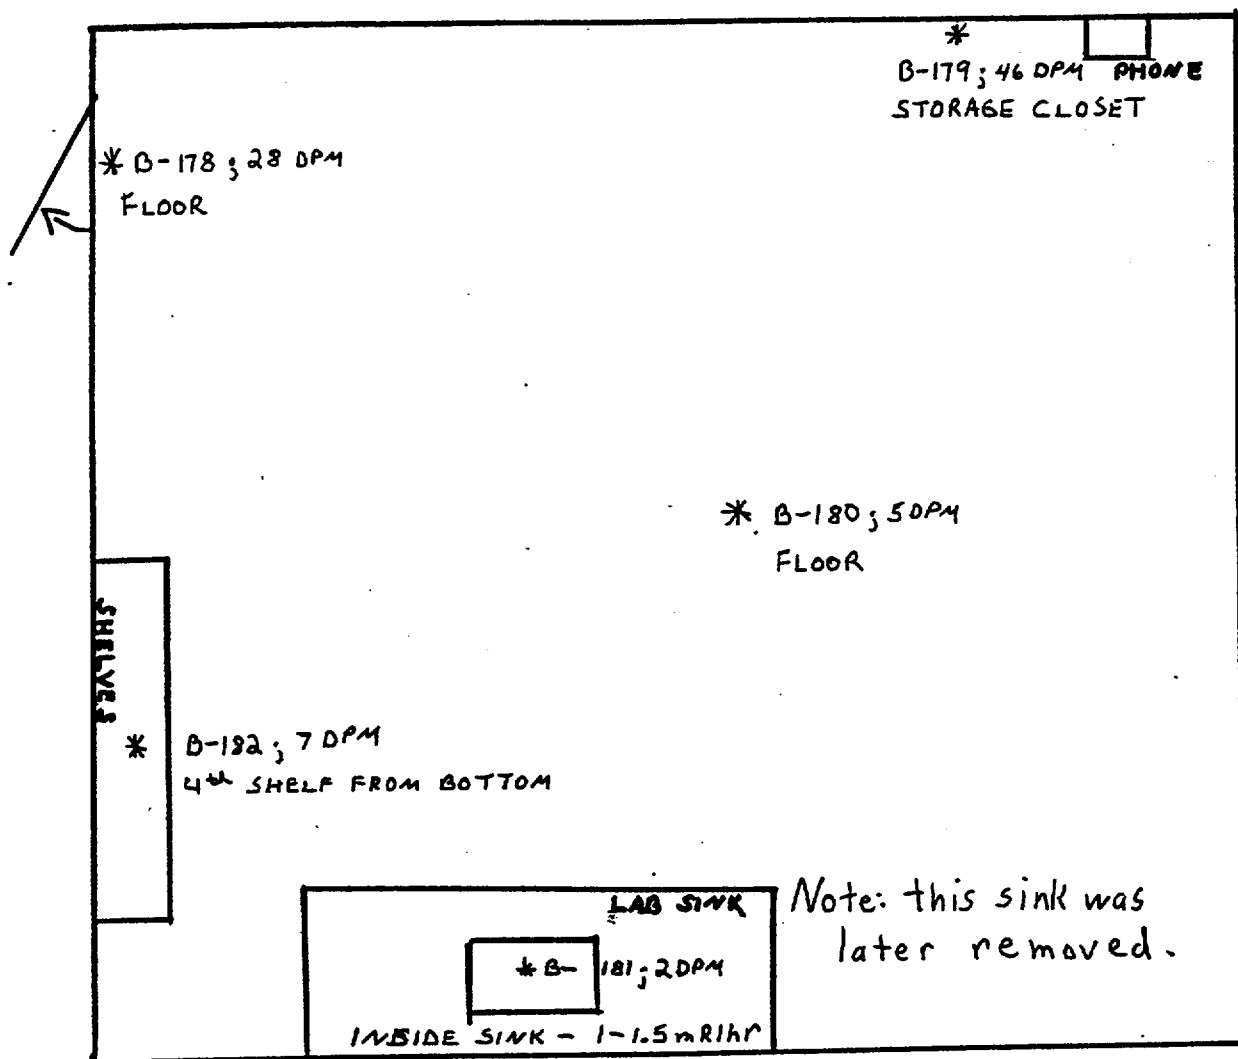 B-179; 46 DPM PHONE
STORAGE CLOSET
B-178; 28 DPM
FLOOR
B-180; 5 DPM
FLOOR
SHELVES
B-182; 7 DPM
4th SHELF FROM BOTTOM
LAB SINK
B-181; 2 DPM
INSIDE SINK - 1-1.5 mR/hr
Note: this sink was
later removed.